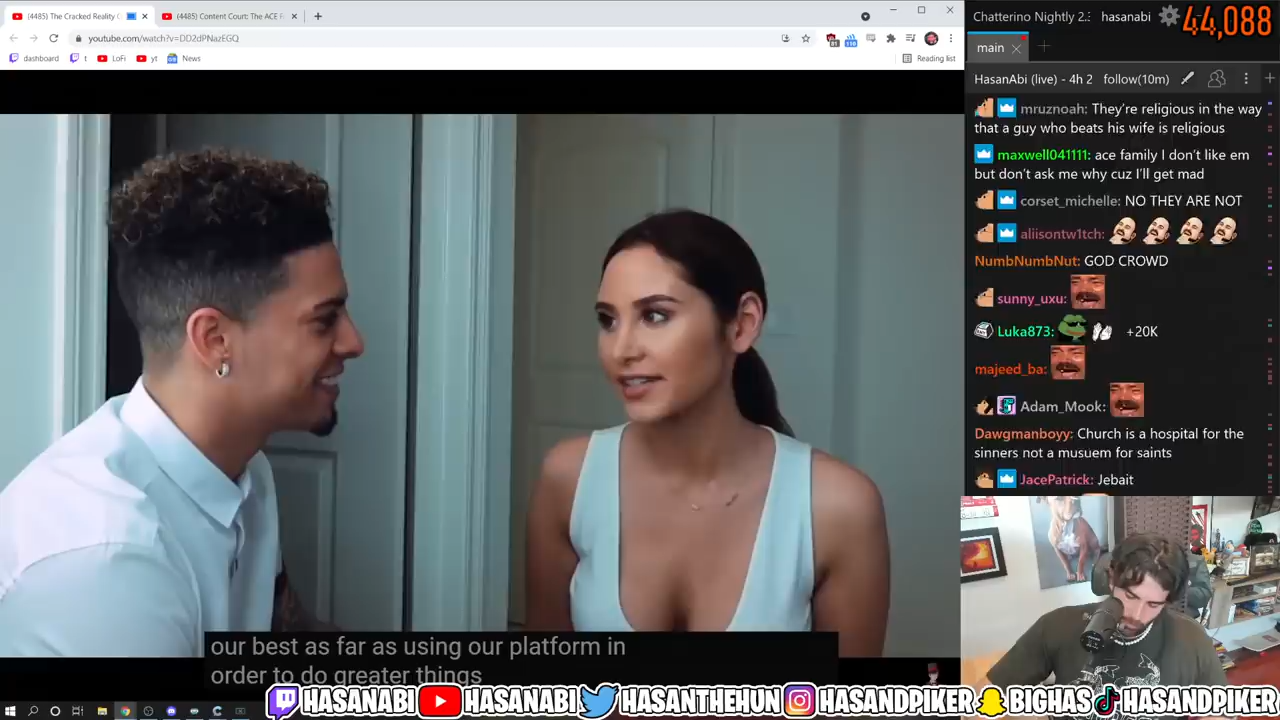 (4485) The Cracked Reality (
(4485) Content Court: The ACE F
youtube.com/watch?v=DD2dPNazEGQ
dashboard
t
LoFi
yt
News
Reading list
our best as far as using our platform in
order to do greater things
Chatterino Nightly 2.:
hasanabi
44,088
main
HasanAbi (live) - 4h 2
follow(10m)
mruznoah: They're religious in the way
that a guy who beats his wife is religious
maxwell041111: ace family I don't like em
but don't ask me why cuz I'll get mad
corset_michelle: NO THEY ARE NOT
aliisontw1tch:
NumbNumbNut: GOD CROWD
sunny_uxu:
Luka873: +20K
majeed_ba:
Adam_Mook:
Dawgmanboyy: Church is a hospital for the
sinners not a musuem for saints
JacePatrick: Jebait
HASANABI HASANABI HASANTHEHUN HASANDPIKER BIGHAS HASANDPIKER